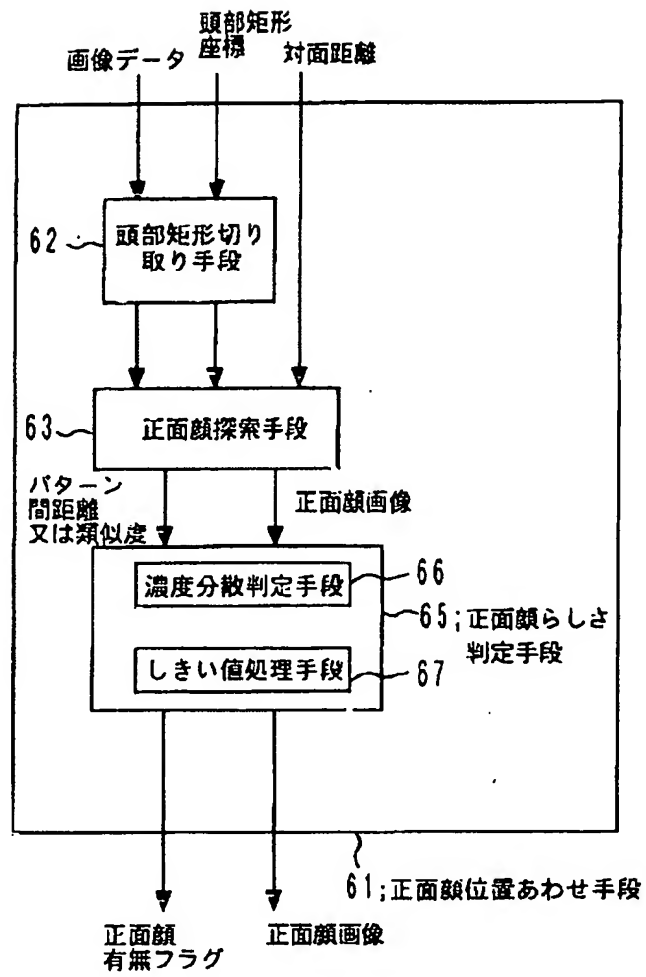 画像データ
頭部矩形
座標
対面距離
62
頭部矩形切り
取り手段
63
正面顔探索手段
パターン
間距離
又は類似度
正面顔画像
濃度分散判定手段
66
65;正面顔らしさ
判定手段
しきい値処理手段
67
61;正面顔位置あわせ手段
正面顔
有無フラグ
正面顔画像